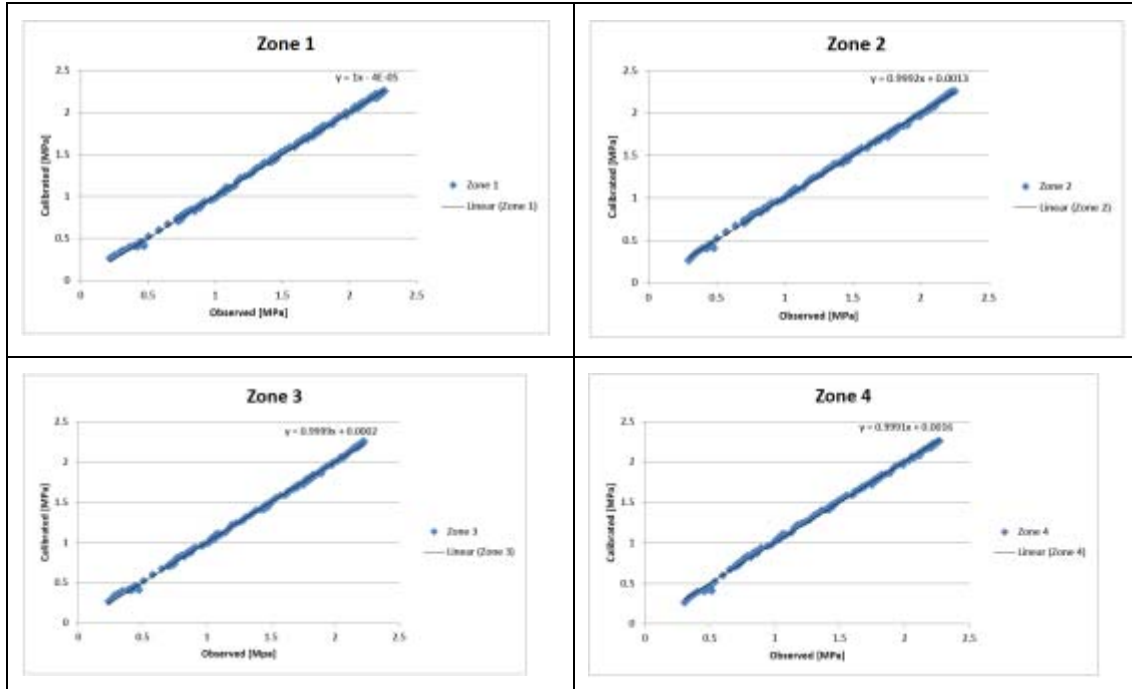 Zone 1
y = 1x - 4E-05
2.5
2
1.5
1
0.5
0
Calibrated [MPa]
0 0.5 1 1.5 2 2.5
Observed [MPa]
Zone 1
Linear (Zone 1)
Zone 2
y = 0.9992x + 0.0013
2.5
2
1.5
1
0.5
0
Calibrated [MPa]
0 0.5 1 1.5 2 2.5
Observed [MPa]
Zone 2
Linear (Zone 2)
Zone 3
y = 0.9999x + 0.0002
2.5
2
1.5
1
0.5
0
Calibrated [MPa]
0 0.5 1 1.5 2 2.5
Observed [Mpa]
Zone 3
Linear (Zone 3)
Zone 4
y = 0.9991x + 0.0016
2.5
2
1.5
1
0.5
0
Calibrated [MPa]
0 0.5 1 1.5 2 2.5
Observed [MPa]
Zone 4
Linear (Zone 4)